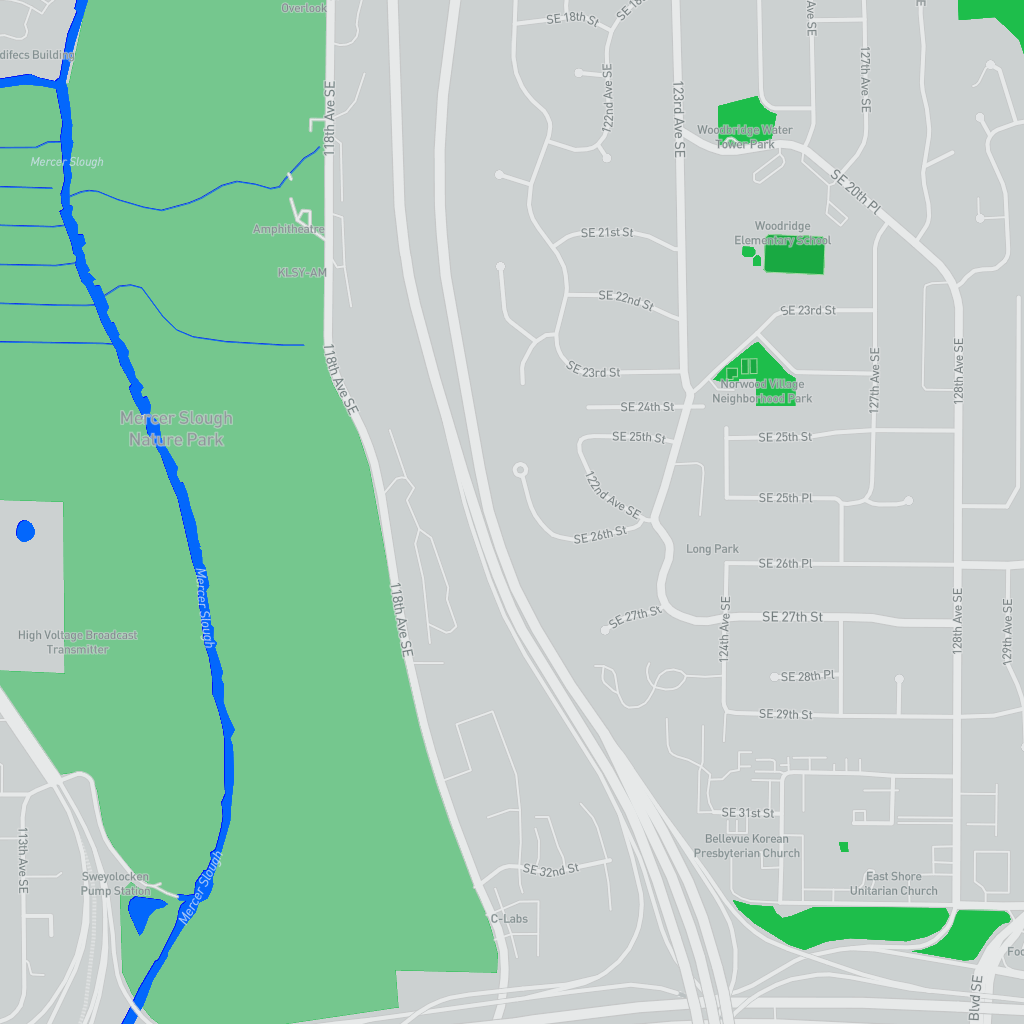 Overlook
SE 18th St
SE 18
Ave SE
127th Ave SE
E
difecs Building
118th Ave SE
122nd Ave SE
123rd Ave SE
Woodbridge Water
Tower Park
Mercer Slough
SE 20th Pl
Amphitheatre
SE 21st St
Woodridge
Elementary School
KLSY-AM
SE 22nd St
SE 23rd St
118th Ave SE
SE 23rd St
127th Ave SE
128th Ave SE
Norwood Village
Neighborhood Park
Mercer Slough
Nature Park
SE 24th St
SE 25th St
SE 25th St
122nd Ave SE
SE 25th Pl
SE 26th St
Long Park
SE 26th Pl
Mercer Slough
118th Ave SE
High Voltage Broadcast
Transmitter
SE 27th St
124th Ave SE
SE 27th St
128th Ave SE
129th Ave SE
SE 28th Pl
SE 29th St
SE 31st St
113th Ave SE
Bellevue Korean
Presbyterian Church
Sweyolocken
Pump Station
Mercer Slough
SE 32nd St
East Shore
Unitarian Church
C-Labs
Foo
Blvd SE